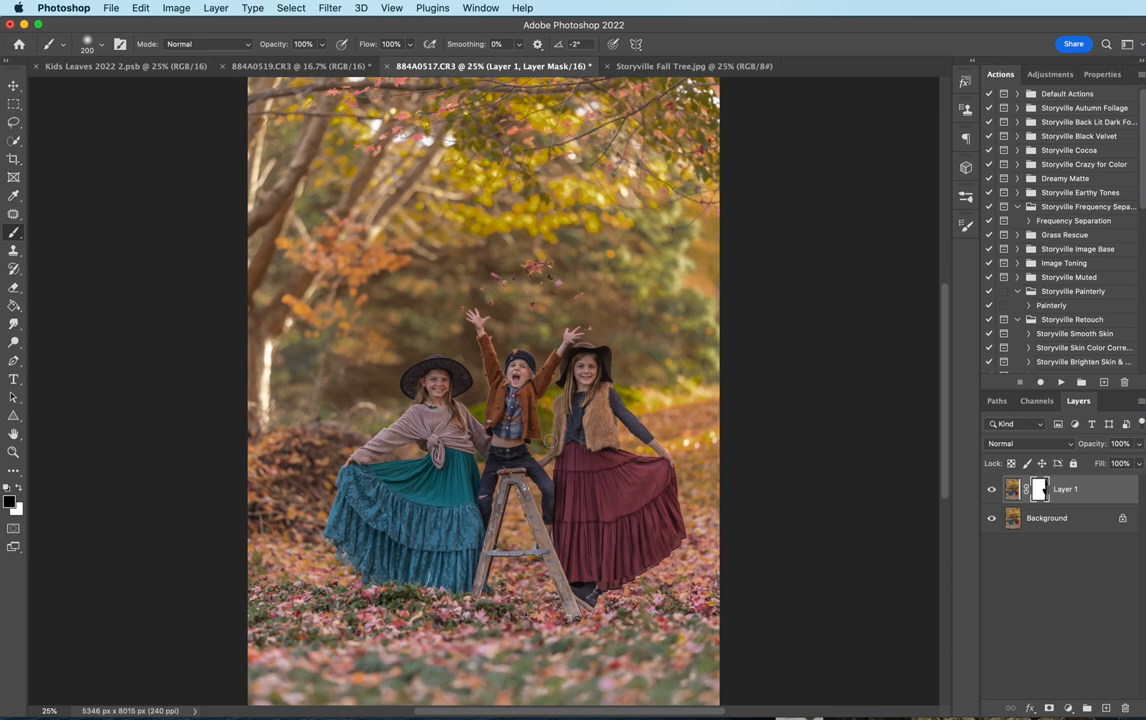 Photoshop File Edit Image Layer Type Select Filter 3D View Plugins Window Help
Adobe Photoshop 2022
200 Mode: Normal Opacity: 100% Flow: 100% Smoothing: 0% -2° Share
Kids Leaves 2022 2.psb @ 25% (RGB/16) 884A0519.CR3 @ 16.7% (RGB/16) * 884A0517.CR3 @ 25% (Layer 1, Layer Mask/16) * Storyville Fall Tree.jpg @ 25% (RGB/8#)
Actions Adjustments Properties
Default Actions
Storyville Autumn Foliage
Storyville Back Lit Dark Fo...
Storyville Black Velvet
Storyville Cocoa
Storyville Crazy for Color
Dreamy Matte
Storyville Earthy Tones
Storyville Frequency Sepa...
Frequency Separation
Grass Rescue
Storyville Image Base
Image Toning
Storyville Muted
Storyville Painterly
Painterly
Storyville Retouch
Storyville Smooth Skin
Storyville Skin Color Corre...
Storyville Brighten Skin & ...
Paths Channels Layers
Kind
Normal Opacity: 100%
Lock: Fill: 100%
Layer 1
Background
25% 5346 px x 8015 px (240 ppi)